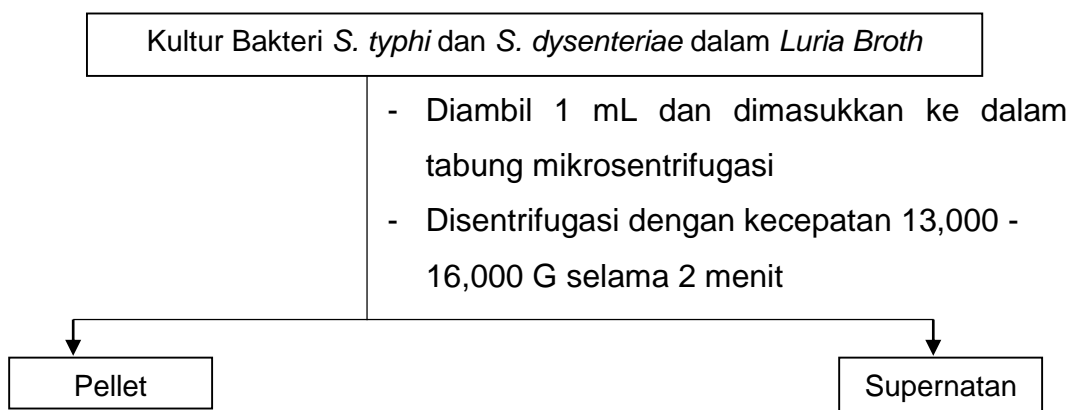 Kultur Bakteri S. typhi dan S. dysenteriae dalam Luria Broth
- Diambil 1 mL dan dimasukkan ke dalam
tabung mikrosentrifugasi
- Disentrifugasi dengan kecepatan 13,000 -
16,000 G selama 2 menit
Pellet
Supernatan